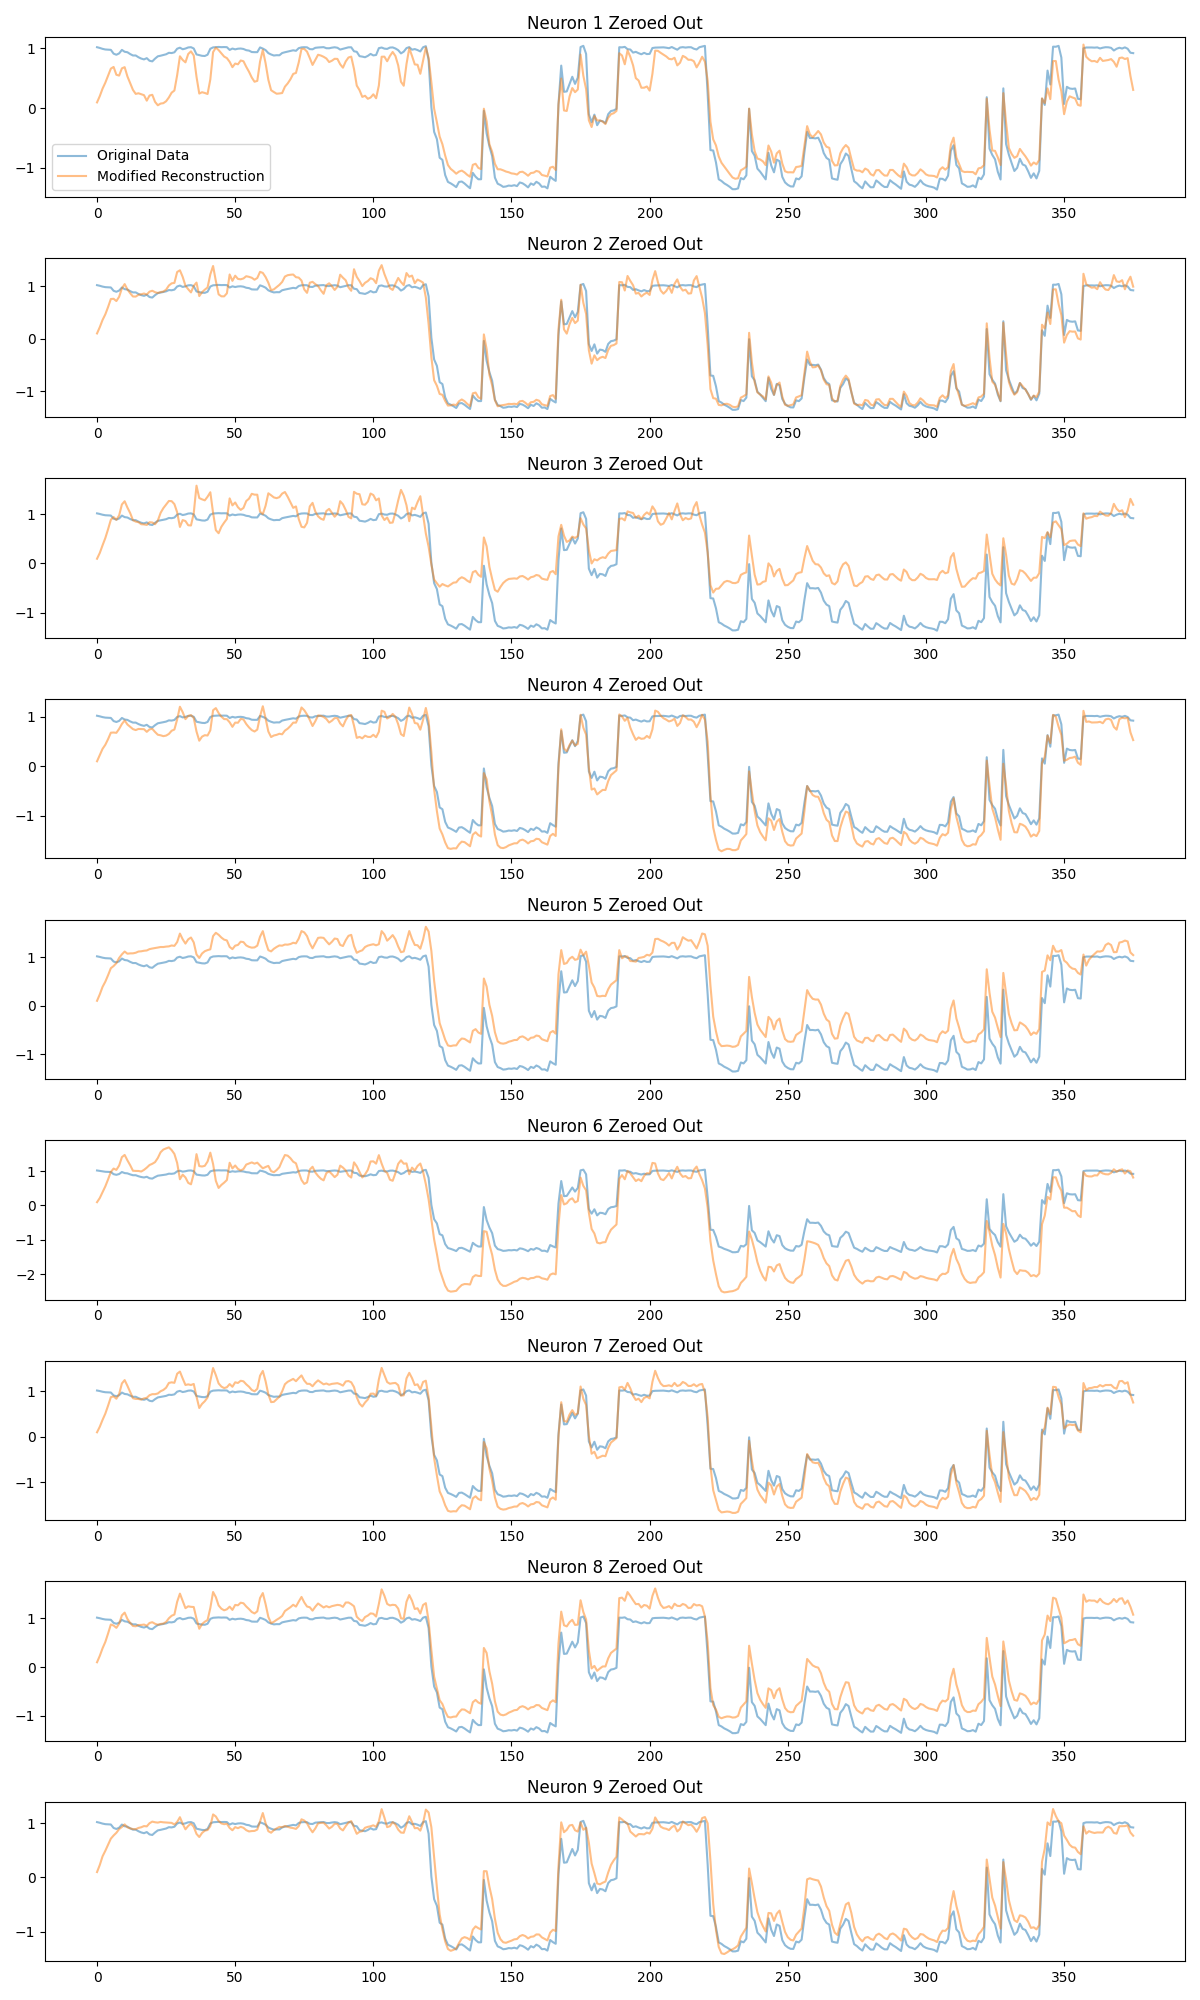 Neuron 1 Zeroed Out
1
0
−1
Original Data
Modified Reconstruction
0 50 100 150 200 250 300 350
Neuron 2 Zeroed Out
1
0
−1
0 50 100 150 200 250 300 350
Neuron 3 Zeroed Out
1
0
−1
0 50 100 150 200 250 300 350
Neuron 4 Zeroed Out
1
0
−1
0 50 100 150 200 250 300 350
Neuron 5 Zeroed Out
1
0
−1
0 50 100 150 200 250 300 350
Neuron 6 Zeroed Out
1
0
−1
−2
0 50 100 150 200 250 300 350
Neuron 7 Zeroed Out
1
0
−1
0 50 100 150 200 250 300 350
Neuron 8 Zeroed Out
1
0
−1
0 50 100 150 200 250 300 350
Neuron 9 Zeroed Out
1
0
−1
0 50 100 150 200 250 300 350